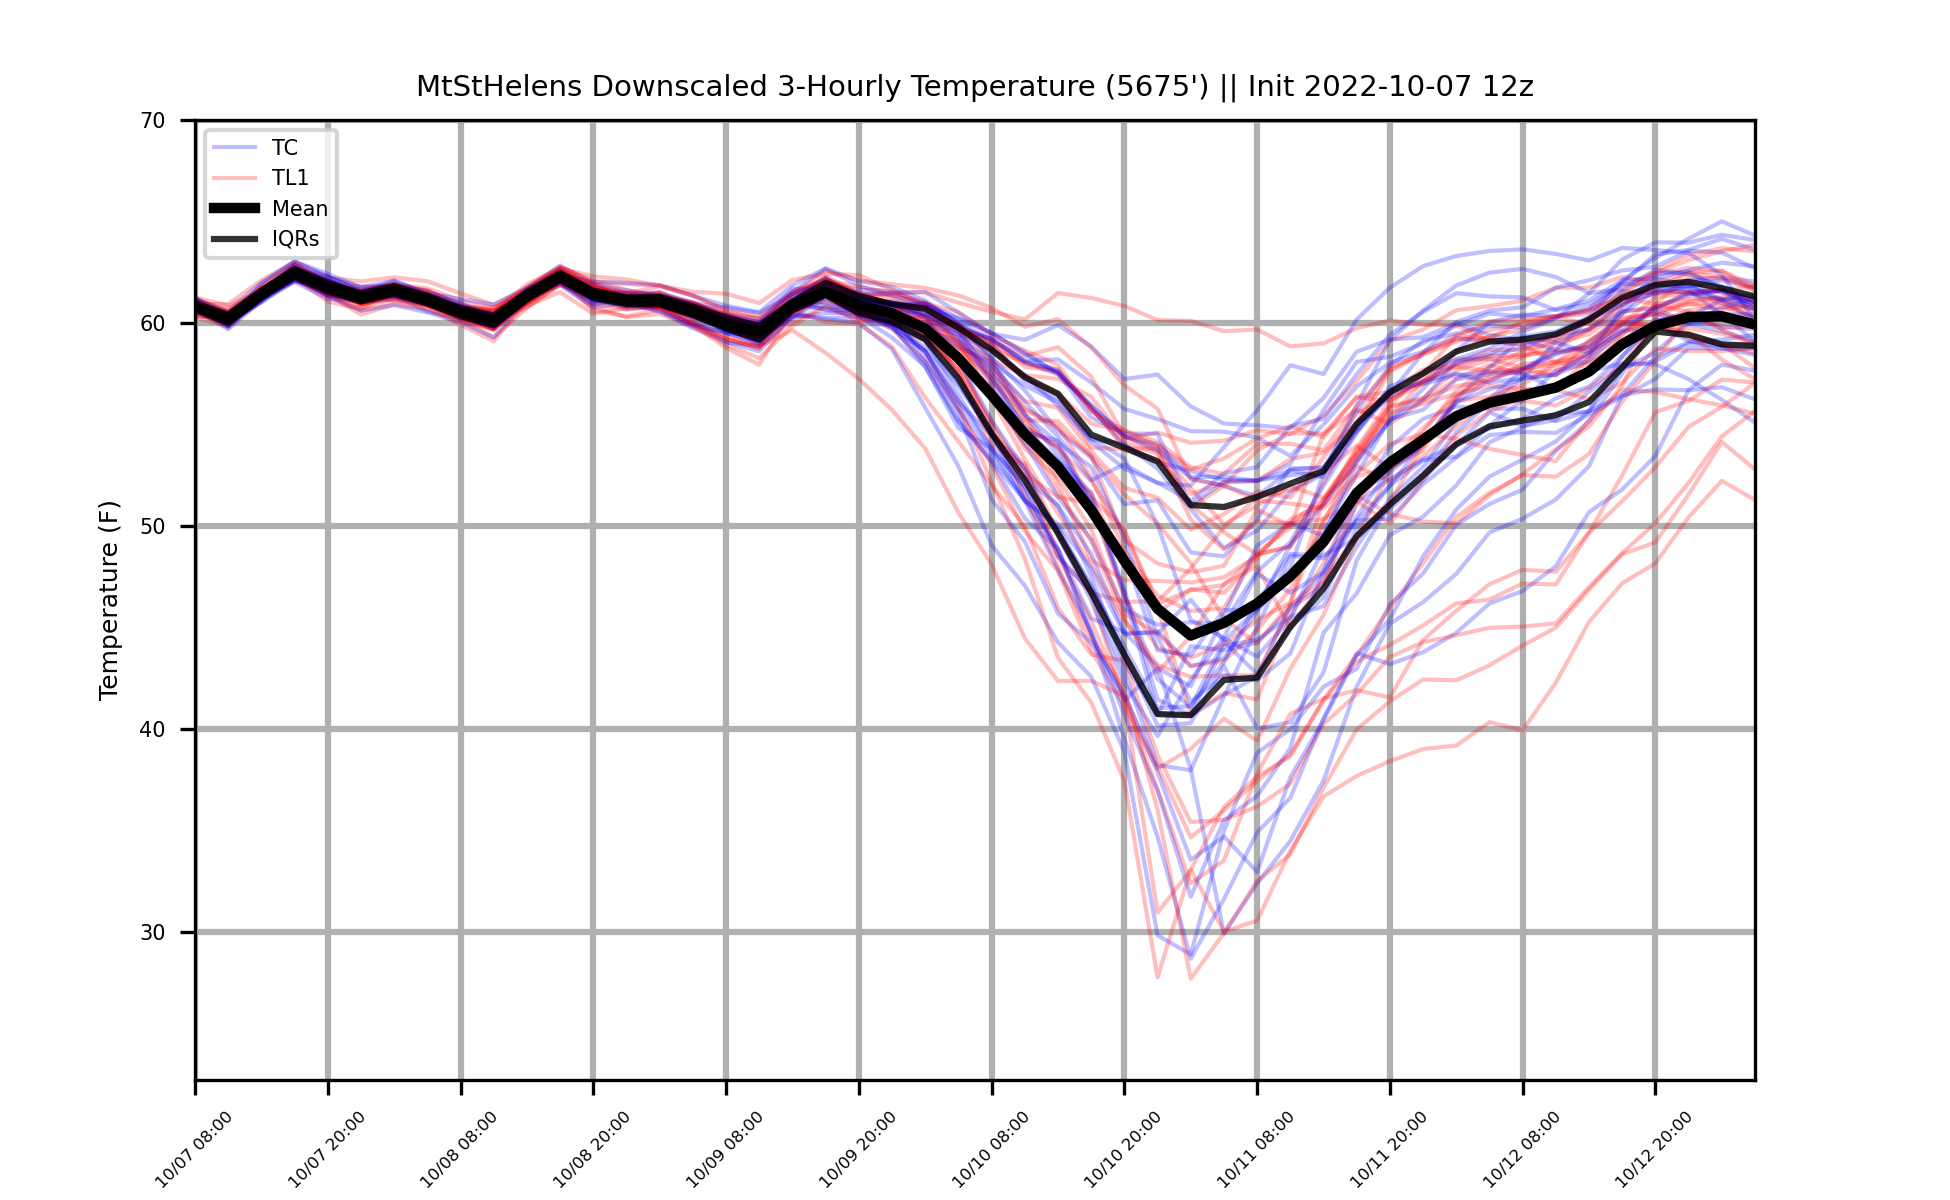 MtStHelens Downscaled 3-Hourly Temperature (5675') || Init 2022-10-07 12z
TC
TL1
Mean
IQRs
Temperature (F)
70
60
50
40
30
10/07 08:00
10/07 20:00
10/08 08:00
10/08 20:00
10/09 08:00
10/09 20:00
10/10 08:00
10/10 20:00
10/11 08:00
10/11 20:00
10/12 08:00
10/12 20:00